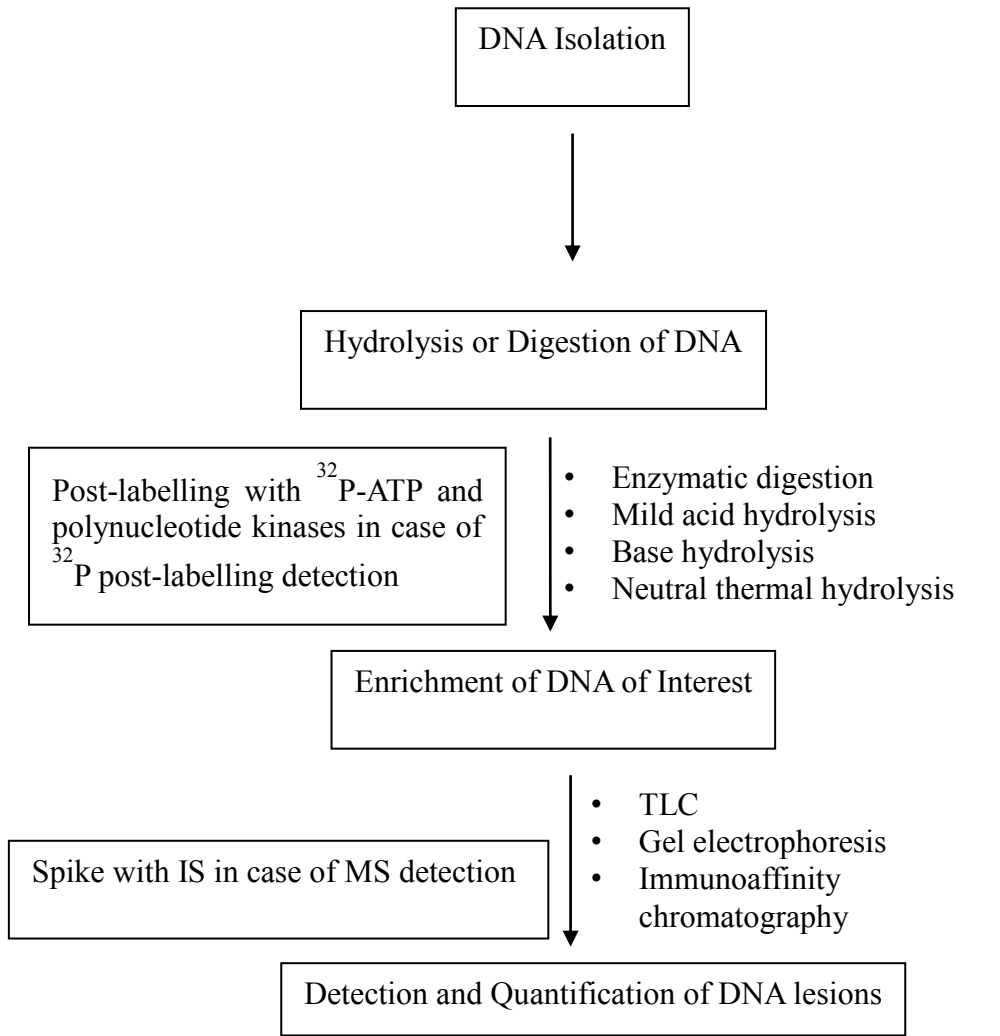 DNA Isolation
Hydrolysis or Digestion of DNA
Post-labelling with ³²P-ATP and
polynucleotide kinases in case of
³²P post-labelling detection
• Enzymatic digestion
• Mild acid hydrolysis
• Base hydrolysis
• Neutral thermal hydrolysis
Enrichment of DNA of Interest
Spike with IS in case of MS detection
• TLC
• Gel electrophoresis
• Immunoaffinity
chromatography
Detection and Quantification of DNA lesions